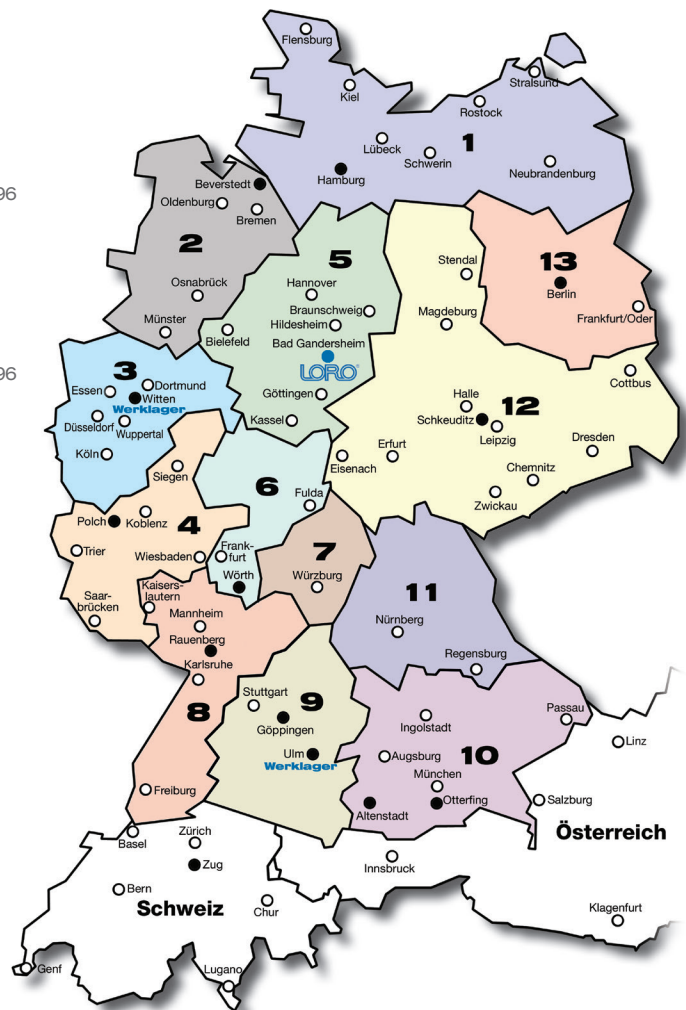 Flensburg
Stralsund
Kiel
Rostock
1
Lübeck
Schwerin
Hamburg
Neubrandenburg
Beverstedt
96
Oldenburg
Bremen
2
5
13
Stendal
Osnabrück
Hannover
Berlin
Braunschweig
Frankfurt/Oder
Münster
Hildesheim
Magdeburg
Bielefeld
Bad Gandersheim
LORO®
96
3
Dortmund
Essen
Witten
Werklager
Düsseldorf
Wuppertal
Köln
Göttingen
Kassel
Cottbus
Halle
12
Schkeuditz
Leipzig
Dresden
Erfurt
Eisenach
Chemnitz
Zwickau
Siegen
6
Fulda
Polch
Koblenz
4
Trier
Wiesbaden
Frank-
furt
7
Wörth
Würzburg
11
Saar-
brücken
Kaisers-
lautern
Mannheim
Rauenberg
Karlsruhe
Nürnberg
Regensburg
8
Stuttgart
9
Göppingen
Ulm
Werklager
Ingolstadt
Passau
Augsburg
10
München
Altenstadt
Otterfing
Linz
Salzburg
Freiburg
Österreich
Basel
Zürich
Zug
Innsbruck
Bern
Schweiz
Chur
Klagenfurt
Genf
Lugano